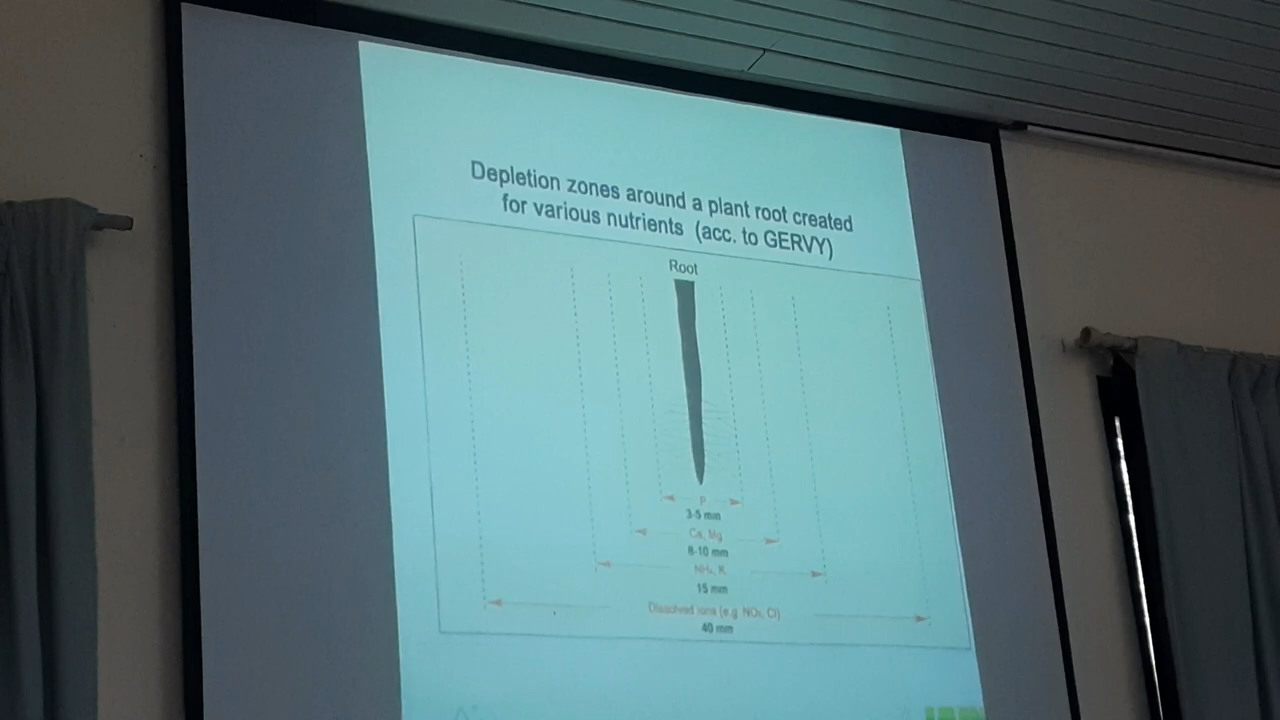 Depletion zones around a plant root created
for various nutrients (acc. to GERVY)
Root
P
3-5 mm
Ca, Mg
8-10 mm
NH₄, K
15 mm
Dissolved ions (e.g. NO₃, Cl)
40 mm